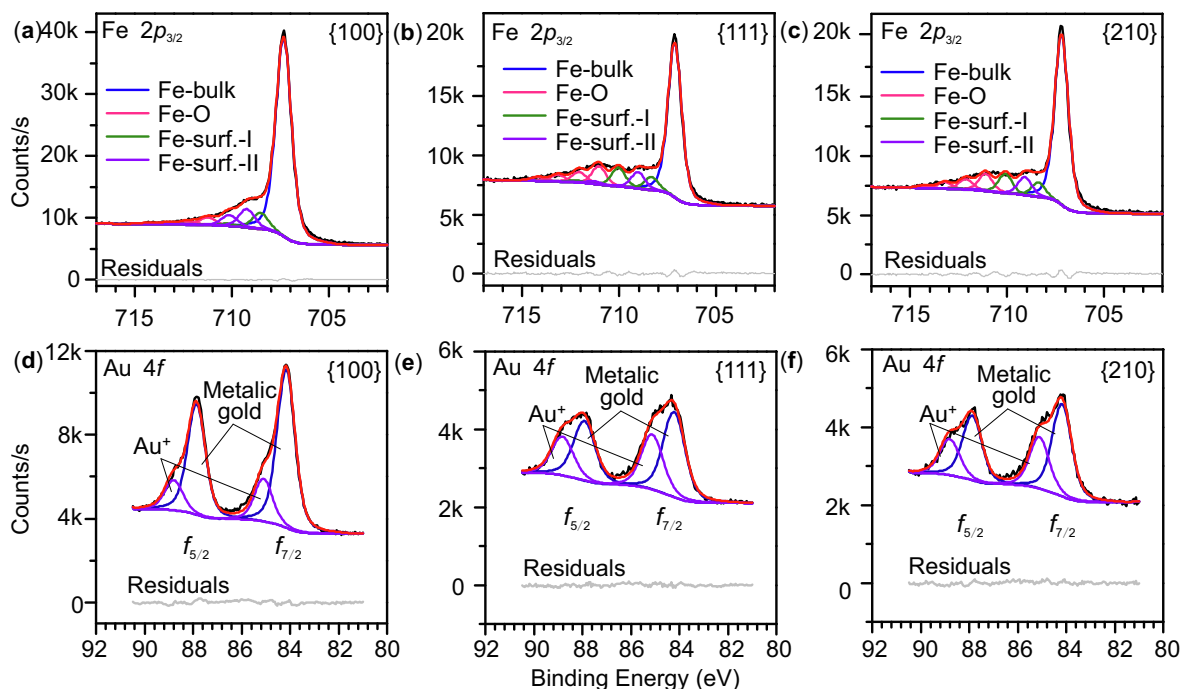 (a) Fe 2p3/2 {100}
Fe-bulk
Fe-O
Fe-surf.-I
Fe-surf.-II
Residuals
40k
30k
20k
10k
0
715 710 705
Counts/s
(b) Fe 2p3/2 {111}
Fe-bulk
Fe-O
Fe-surf.-I
Fe-surf.-II
Residuals
20k
15k
10k
5k
0
715 710 705
(c) Fe 2p3/2 {210}
Fe-bulk
Fe-O
Fe-surf.-I
Fe-surf.-II
Residuals
20k
15k
10k
5k
0
715 710 705
(d) Au 4f {100}
Metalic
gold
Au+
f5/2 f7/2
Residuals
12k
8k
4k
0
92 90 88 86 84 82 80
Counts/s
(e) Au 4f {111}
Metalic
gold
Au+
f5/2 f7/2
Residuals
6k
4k
2k
0
92 90 88 86 84 82 80
(f) Au 4f {210}
Metalic
gold
Au+
f5/2 f7/2
Residuals
6k
4k
2k
0
92 90 88 86 84 82 80
Binding Energy (eV)